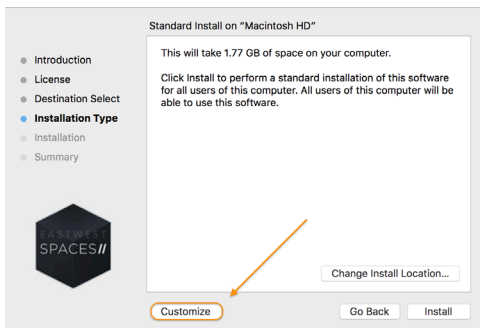 Standard Install on “Macintosh HD”
Introduction
License
Destination Select
Installation Type
Installation
Summary
This will take 1.77 GB of space on your computer.
Click Install to perform a standard installation of this software
for all users of this computer. All users of this computer will be
able to use this software.
EASTWEST
SPACES II
Change Install Location...
Customize
Go Back
Install